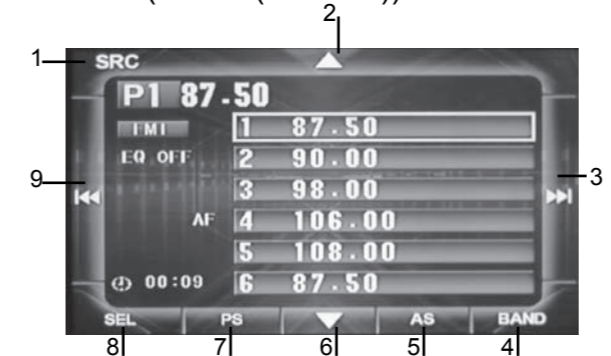 2
1 SRC
P1 87.50
FM1
EQ OFF
AF
00:09
1 87.50
2 90.00
3 98.00
4 106.00
5 108.00
6 87.50
9
3
SEL PS AS BAND
8 7 6 5 4